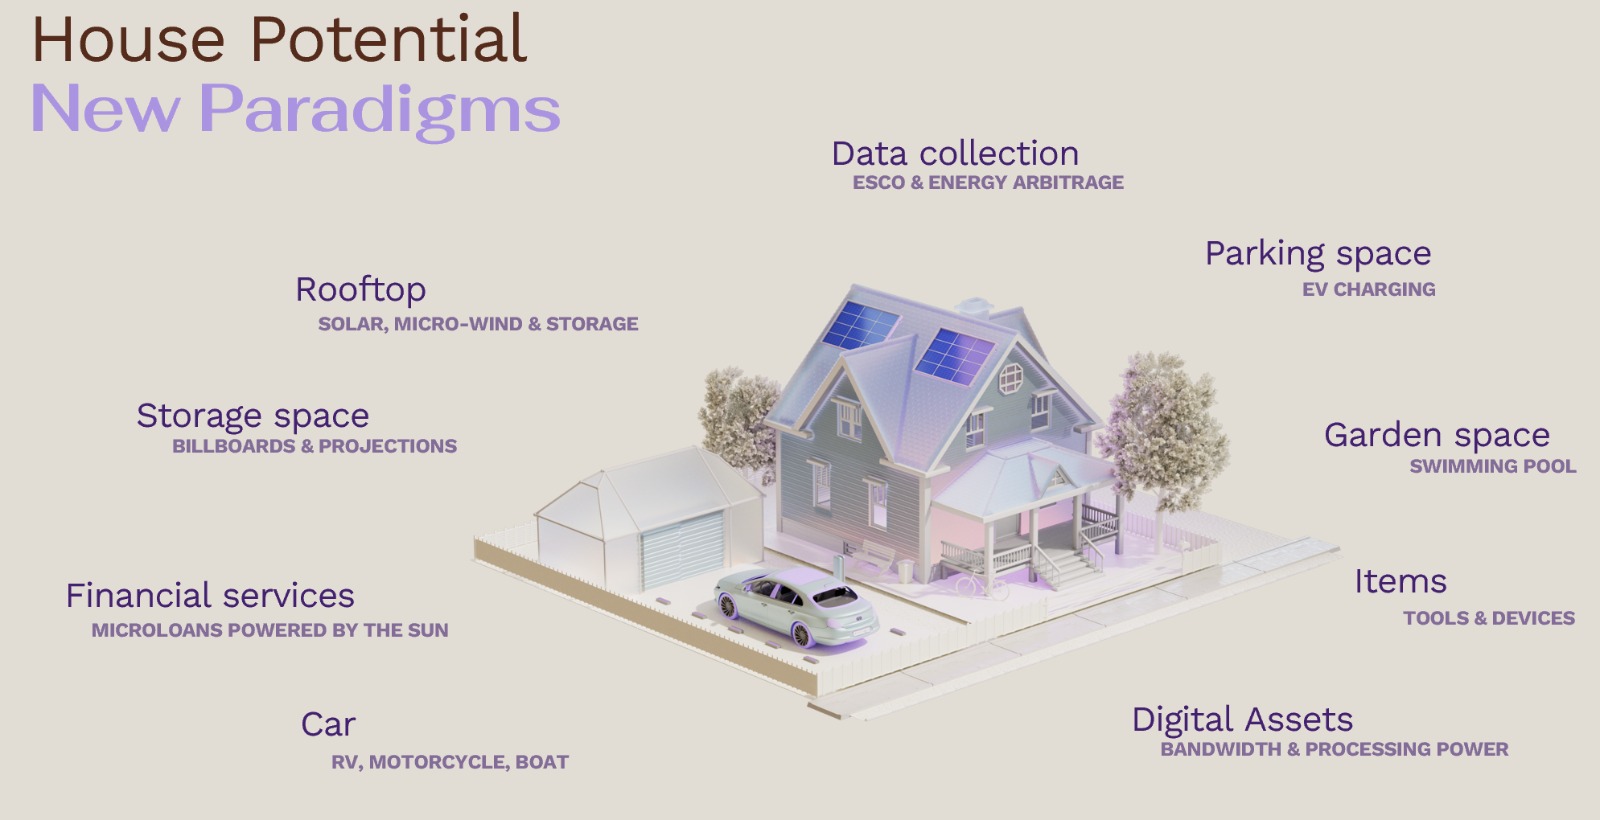 House Potential
New Paradigms
Data collection
ESCO & ENERGY ARBITRAGE
Parking space
EV CHARGING
Rooftop
SOLAR, MICRO-WIND & STORAGE
Storage space
BILLBOARDS & PROJECTIONS
Garden space
SWIMMING POOL
Financial services
MICROLOANS POWERED BY THE SUN
Items
TOOLS & DEVICES
Car
RV, MOTORCYCLE, BOAT
Digital Assets
BANDWIDTH & PROCESSING POWER